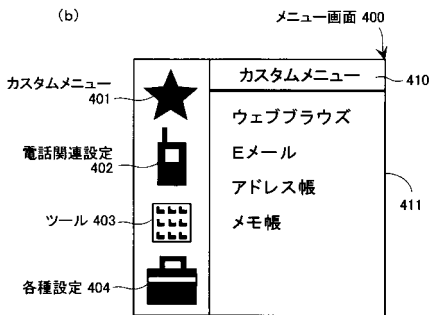 (b)
メニュー画面 400
カスタムメニュー
401
電話関連設定
402
ツール 403
各種設定 404
カスタムメニュー
410
ウェブブラウズ
Eメール
アドレス帳
メモ帳
411